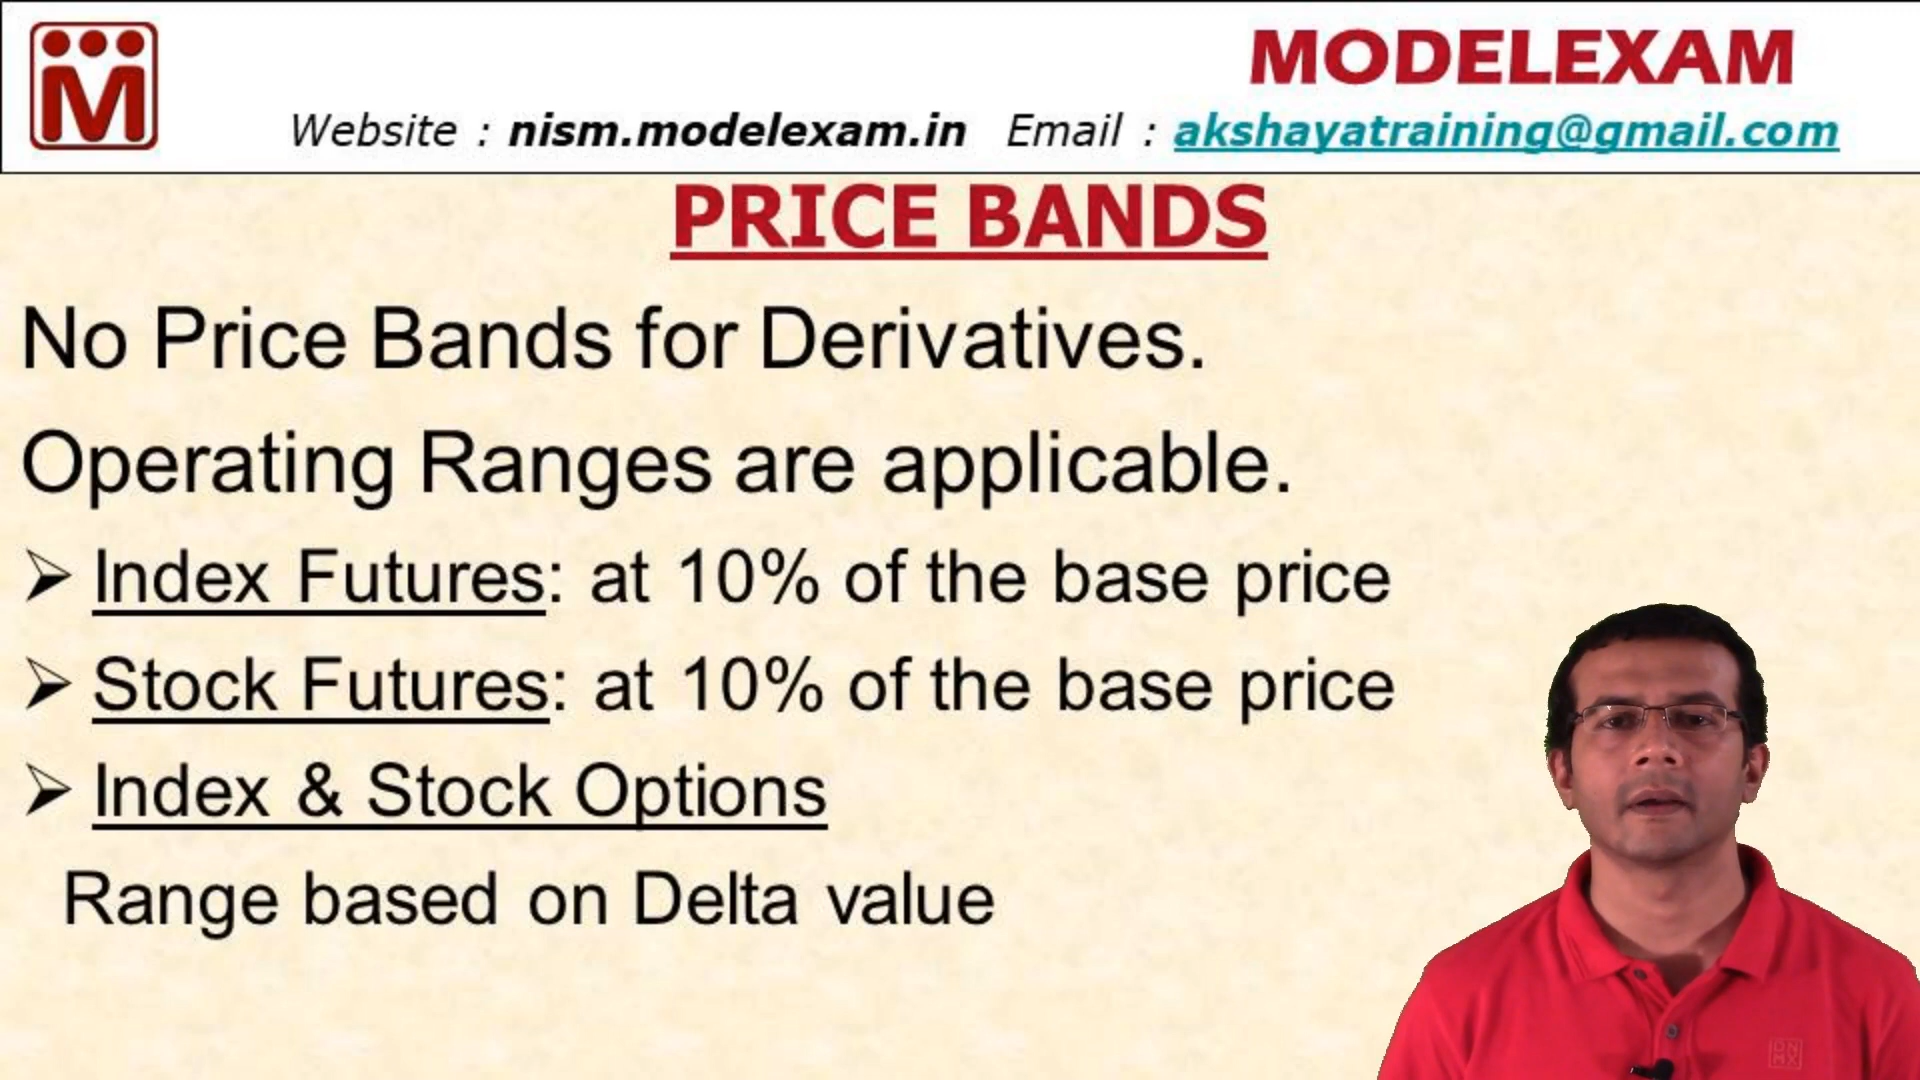 MODELEXAM
M
Website : nism.modelexam.in Email : akshayatraining@gmail.com
PRICE BANDS
No Price Bands for Derivatives.
Operating Ranges are applicable.
➢ Index Futures: at 10% of the base price
➢ Stock Futures: at 10% of the base price
➢ Index & Stock Options
Range based on Delta value
DN
MX